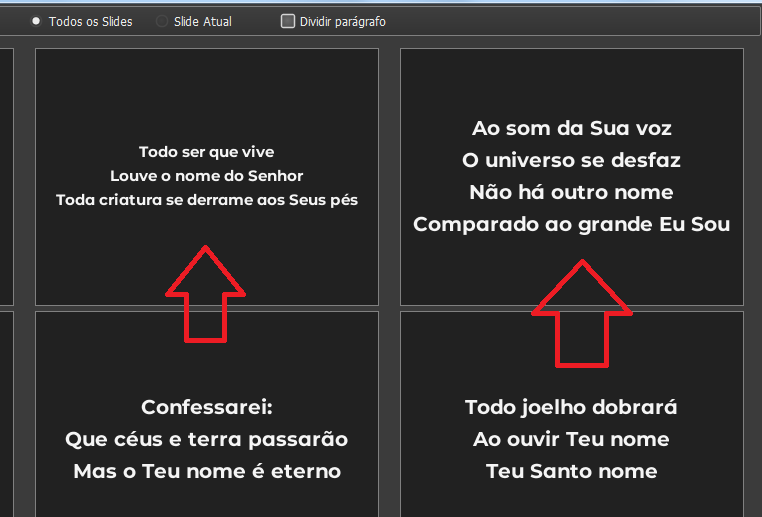 Todos os Slides
Slide Atual
Dividir parágrafo
Todo ser que vive
Louve o nome do Senhor
Toda criatura se derrame aos Seus pés
Ao som da Sua voz
O universo se desfaz
Não há outro nome
Comparado ao grande Eu Sou
Confessarei:
Que céus e terra passarão
Mas o Teu nome é eterno
Todo joelho dobrará
Ao ouvir Teu nome
Teu Santo nome